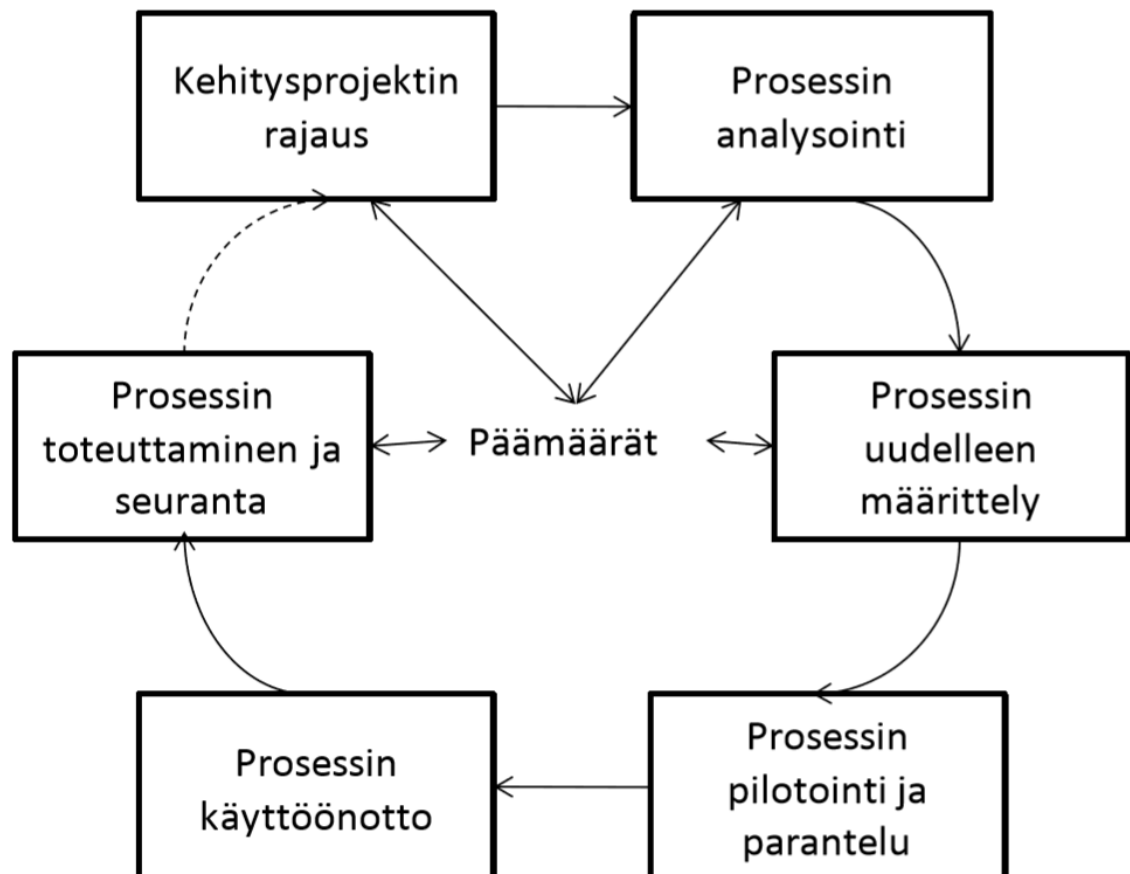 Kehitysprojektin
rajaus
Prosessin
analysointi
Prosessin
toteuttaminen ja
seuranta
Päämäärät
Prosessin
uudelleen
määrittely
Prosessin
käyttöönotto
Prosessin
pilotointi ja
parantelu